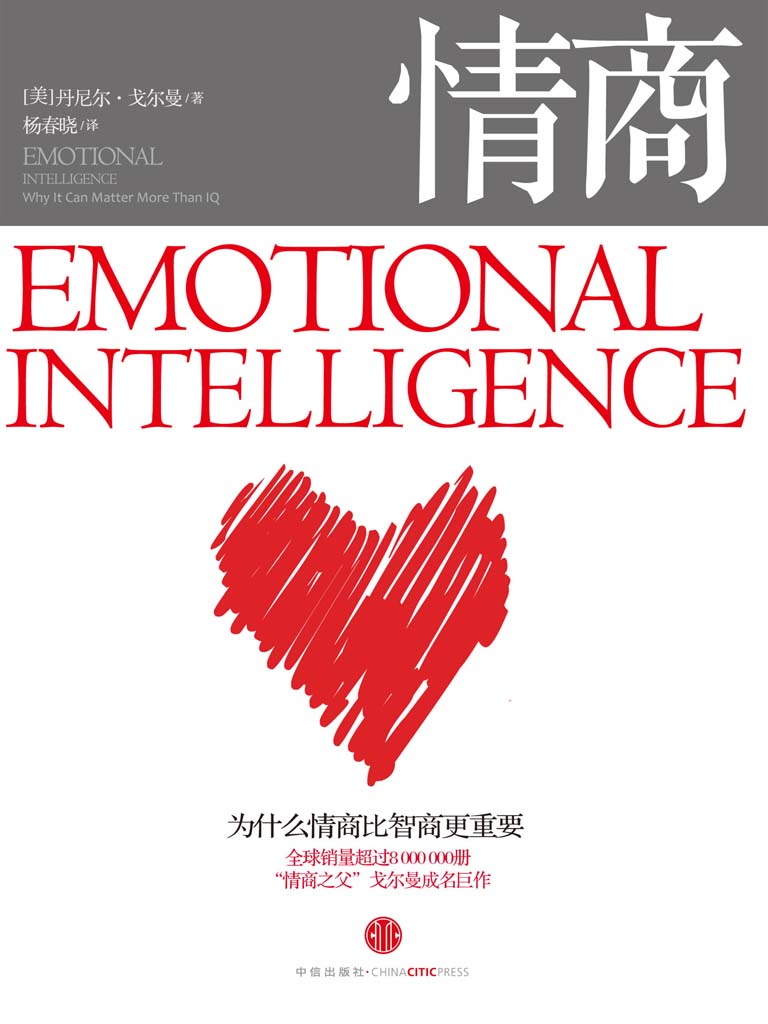 情商
[美]丹尼尔·戈尔曼/著
杨春晓/译
EMOTIONAL
INTELLIGENCE
Why It Can Matter More Than IQ
EMOTIONAL
INTELLIGENCE
为什么情商比智商更重要
全球销量超过8 000 000册
“情商之父”戈尔曼成名巨作
中信出版社·CHINACITICPRESS